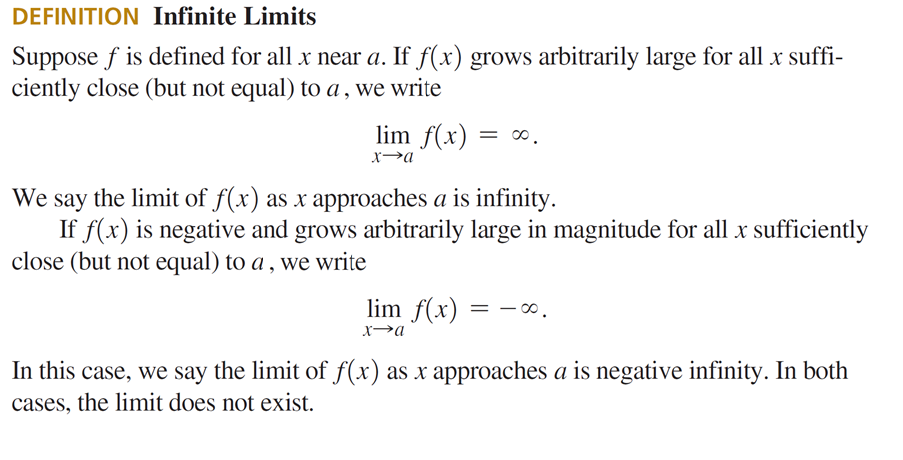 DEFINITION Infinite Limits
Suppose f is defined for all x near a. If f(x) grows arbitrarily large for all x suffi-
ciently close (but not equal) to a, we write
lim f(x) = ∞.
x→a
We say the limit of f(x) as x approaches a is infinity.
If f(x) is negative and grows arbitrarily large in magnitude for all x sufficiently
close (but not equal) to a, we write
lim f(x) = −∞.
x→a
In this case, we say the limit of f(x) as x approaches a is negative infinity. In both
cases, the limit does not exist.